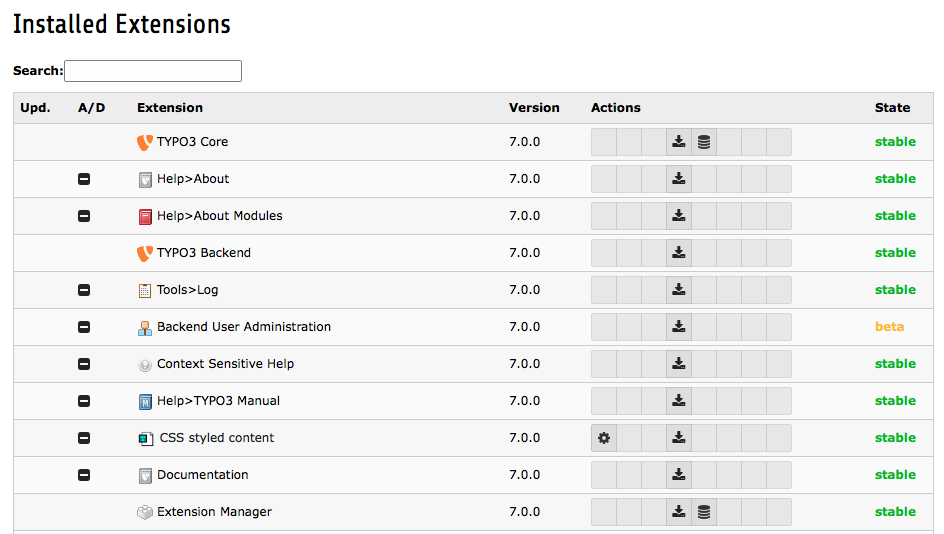 Installed Extensions
Search:
Upd. A/D Extension Version Actions State
TYPO3 Core 7.0.0 stable
Help>About 7.0.0 stable
Help>About Modules 7.0.0 stable
TYPO3 Backend 7.0.0 stable
Tools>Log 7.0.0 stable
Backend User Administration 7.0.0 beta
Context Sensitive Help 7.0.0 stable
Help>TYPO3 Manual 7.0.0 stable
CSS styled content 7.0.0 stable
Documentation 7.0.0 stable
Extension Manager 7.0.0 stable